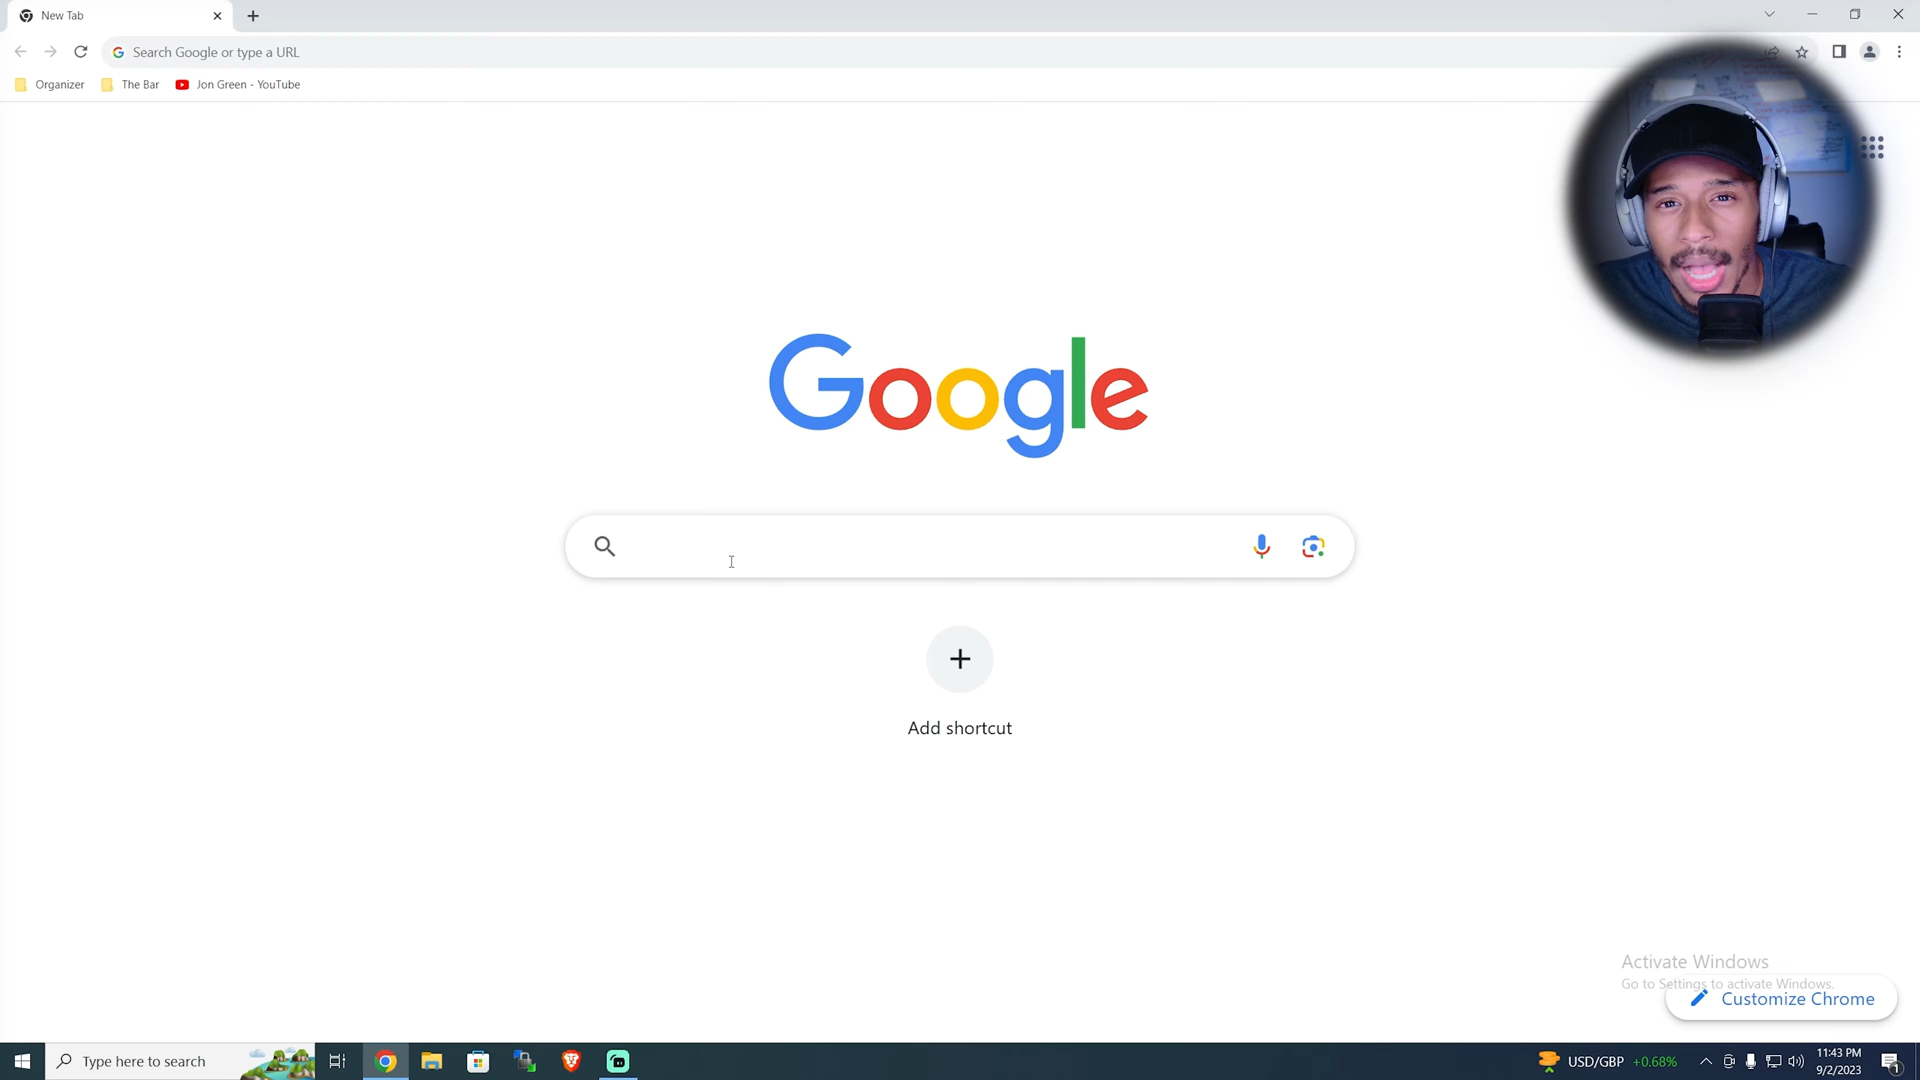 New Tab
Search Google or type a URL
Organizer
The Bar
Jon Green - YouTube
Google
Add shortcut
Activate Windows
Go to Settings to activate Windows.
Customize Chrome
Type here to search
USD/GBP +0.68%
11:43 PM
9/2/2023
1